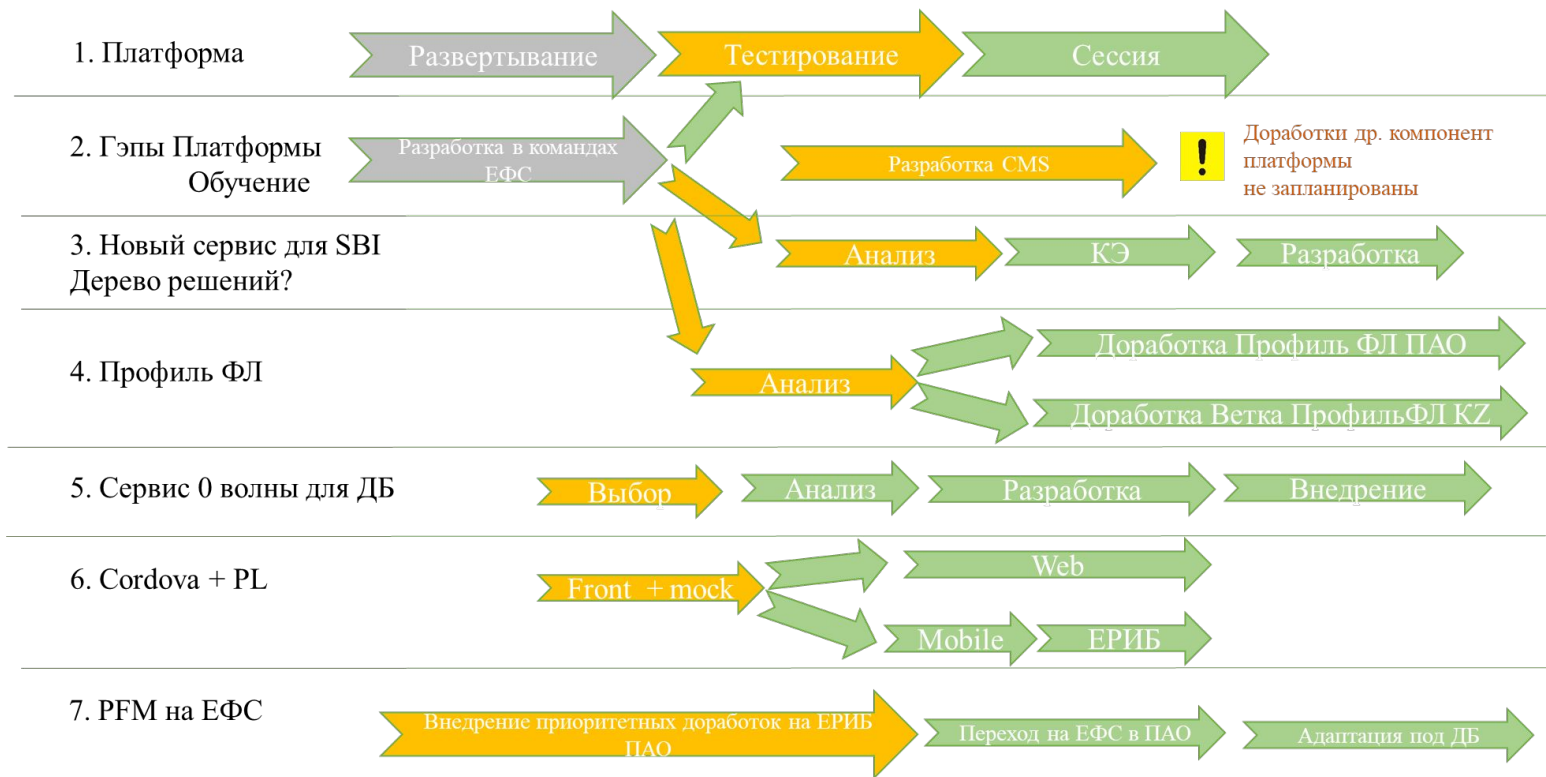 1. Платформа
Развертывание
Тестирование
Сессия
2. Гэпы Платформы
Обучение
Разработка в командах
ЕФС
Разработка CMS
!
Доработки др. компонент
платформы
не запланированы
3. Новый сервис для SBI
Дерево решений?
Анализ
КЭ
Разработка
4. Профиль ФЛ
Анализ
Доработка Профиль ФЛ ПАО
Доработка Ветка ПрофильФЛ KZ
5. Сервис 0 волны для ДБ
Выбор
Анализ
Разработка
Внедрение
6. Cordova + PL
Front + mock
Web
Mobile
ЕРИБ
7. PFM на ЕФС
Внедрение приоритетных доработок на ЕРИБ
ПАО
Переход на ЕФС в ПАО
Адаптация под ДБ